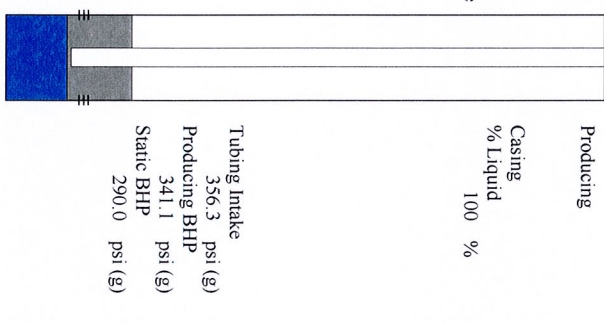 Producing
Casing
% Liquid
100 %
Tubing Intake
356.3 psi (g)
Producing BHP
341.1 psi (g)
Static BHP
290.0 psi (g)